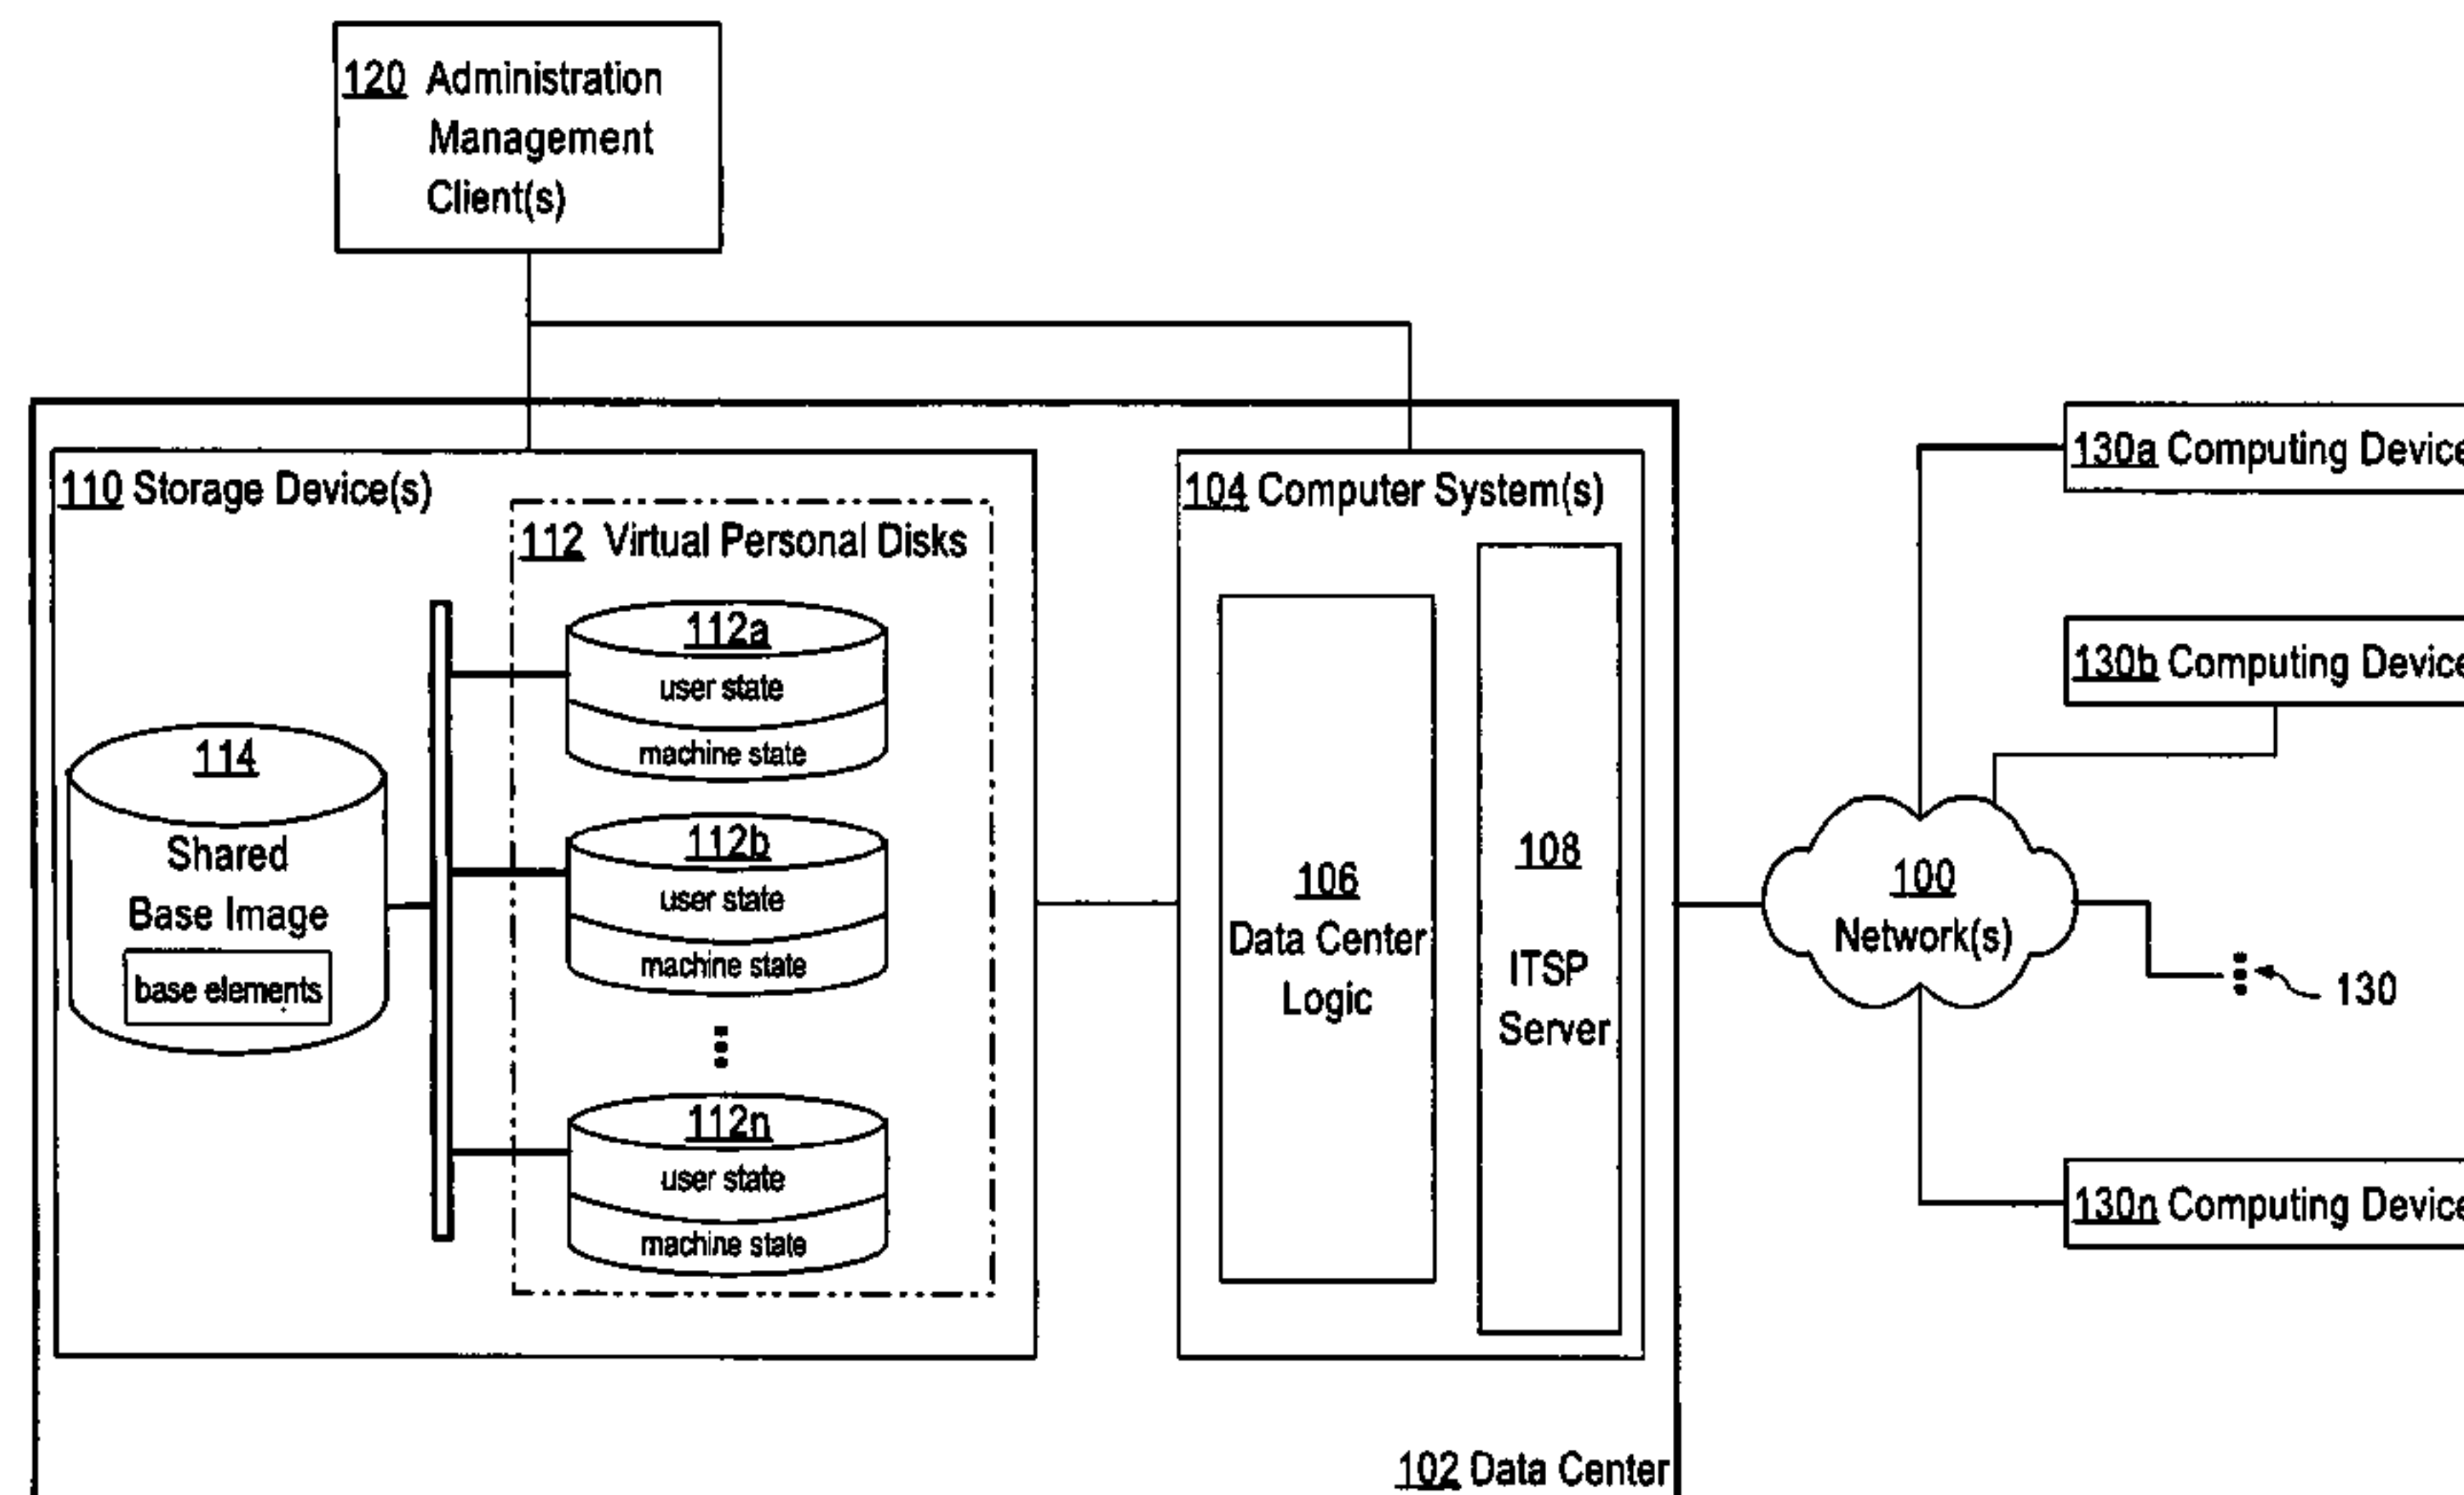 120 Administration
Management
Client(s)
110 Storage Device(s)
112 Virtual Personal Disks
112a
user state
machine state
112b
user state
machine state
112n
user state
machine state
114
Shared
Base Image
base elements
104 Computer System(s)
106
Data Center
Logic
108
ITSP
Server
102 Data Center
100
Network(s)
130a Computing Device
130b Computing Device
130
130n Computing Device